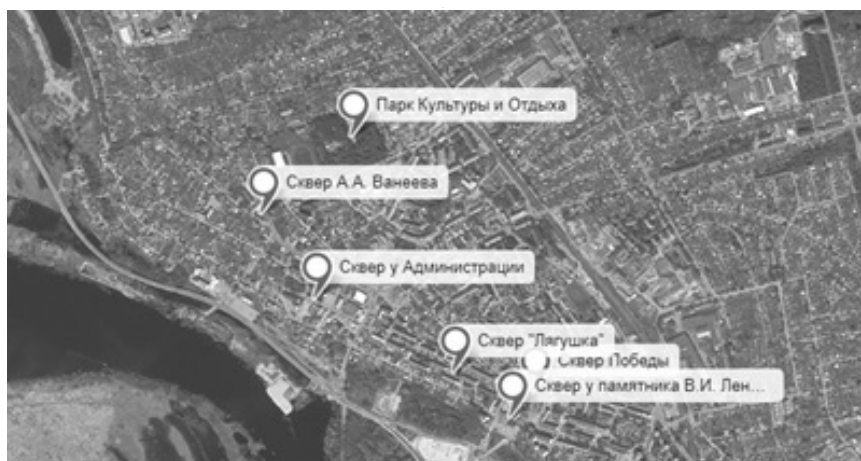 Парк Культуры и Отдыха
Сквер А.А. Ванеева
Сквер у Администрации
Сквер "Лягушка"
Сквер Победы
Сквер у памятника В.И. Лен...